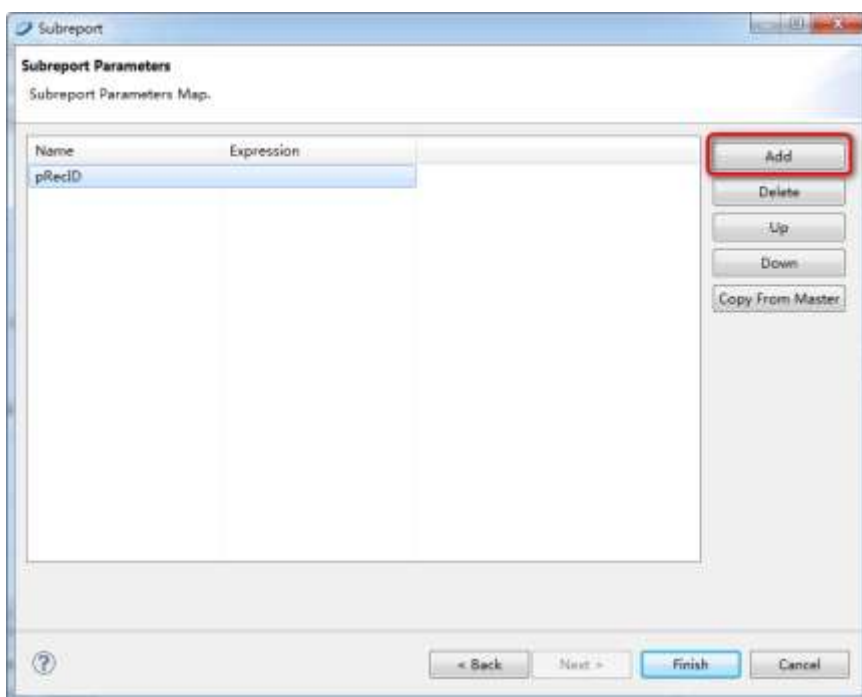 Subreport
Subreport Parameters
Subreport Parameters Map.
Name Expression
pRecID
Add
Delete
Up
Down
Copy From Master
?
< Back Next > Finish Cancel